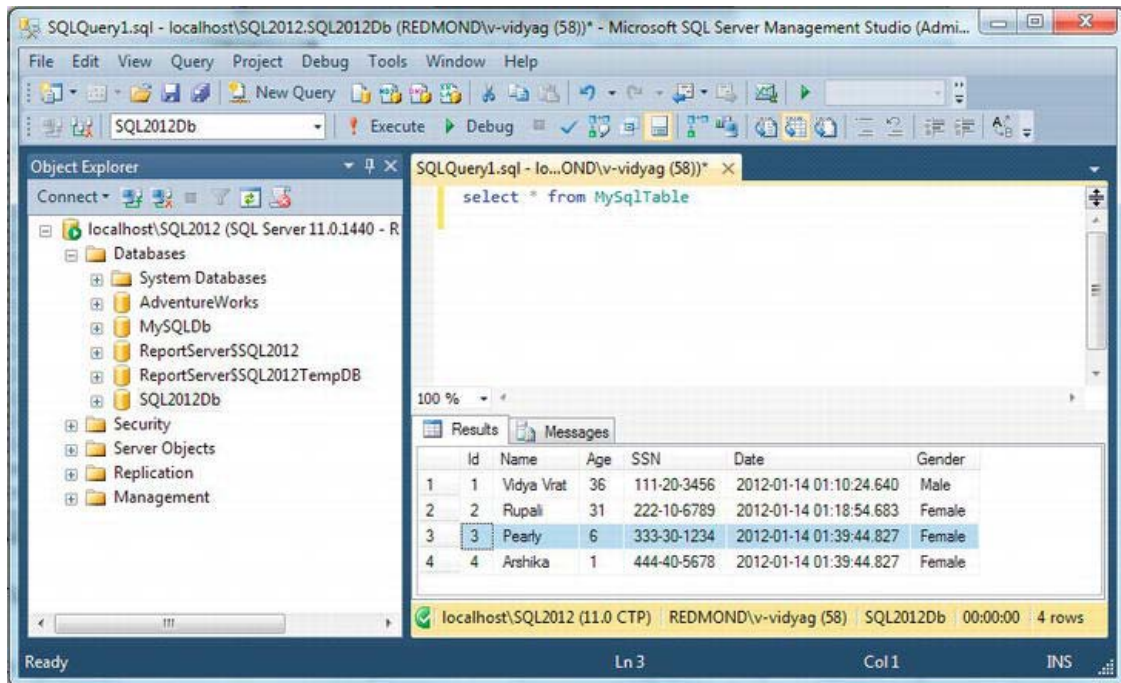 SQLQuery1.sql - localhost\SQL2012.SQL2012Db (REDMOND\v-vidyag (58))* - Microsoft SQL Server Management Studio (Admi...
File Edit View Query Project Debug Tools Window Help
New Query
SQL2012Db Execute Debug
Object Explorer
Connect
localhost\SQL2012 (SQL Server 11.0.1440 - R
Databases
System Databases
AdventureWorks
MySQLDb
ReportServer$SQL2012
ReportServer$SQL2012TempDB
SQL2012Db
Security
Server Objects
Replication
Management
SQLQuery1.sql - lo...OND\v-vidyag (58))*
select * from MySqlTable
100 %
Results Messages
Id Name Age SSN Date Gender
1 1 Vidya Vrat 36 111-20-3456 2012-01-14 01:10:24.640 Male
2 2 Rupali 31 222-10-6789 2012-01-14 01:18:54.683 Female
3 3 Pearly 6 333-30-1234 2012-01-14 01:39:44.827 Female
4 4 Arshika 1 444-40-5678 2012-01-14 01:39:44.827 Female
localhost\SQL2012 (11.0 CTP) REDMOND\v-vidyag (58) SQL2012Db 00:00:00 4 rows
Ready Ln 3 Col 1 INS